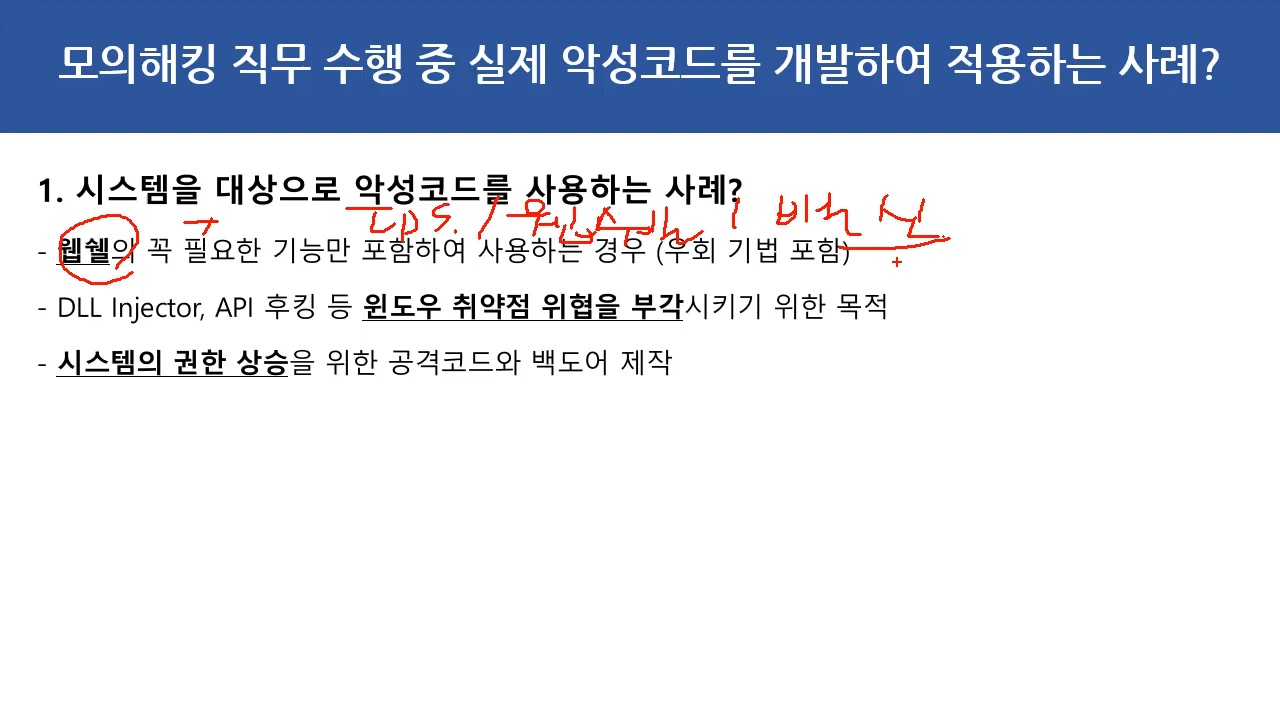 모의해킹 직무 수행 중 실제 악성코드를 개발하여 적용하는 사례?
1. 시스템을 대상으로 악성코드를 사용하는 사례?
- 웹쉘의 꼭 필요한 기능만 포함하여 사용하는 경우 (우회 기법 포함)
- DLL Injector, API 후킹 등 윈도우 취약점 위협을 부각시키기 위한 목적
- 시스템의 권한 상승을 위한 공격코드와 백도어 제작